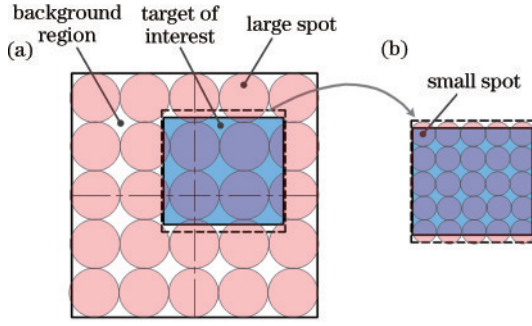 background
region
target of
interest
large spot
(a)
(b)
small spot